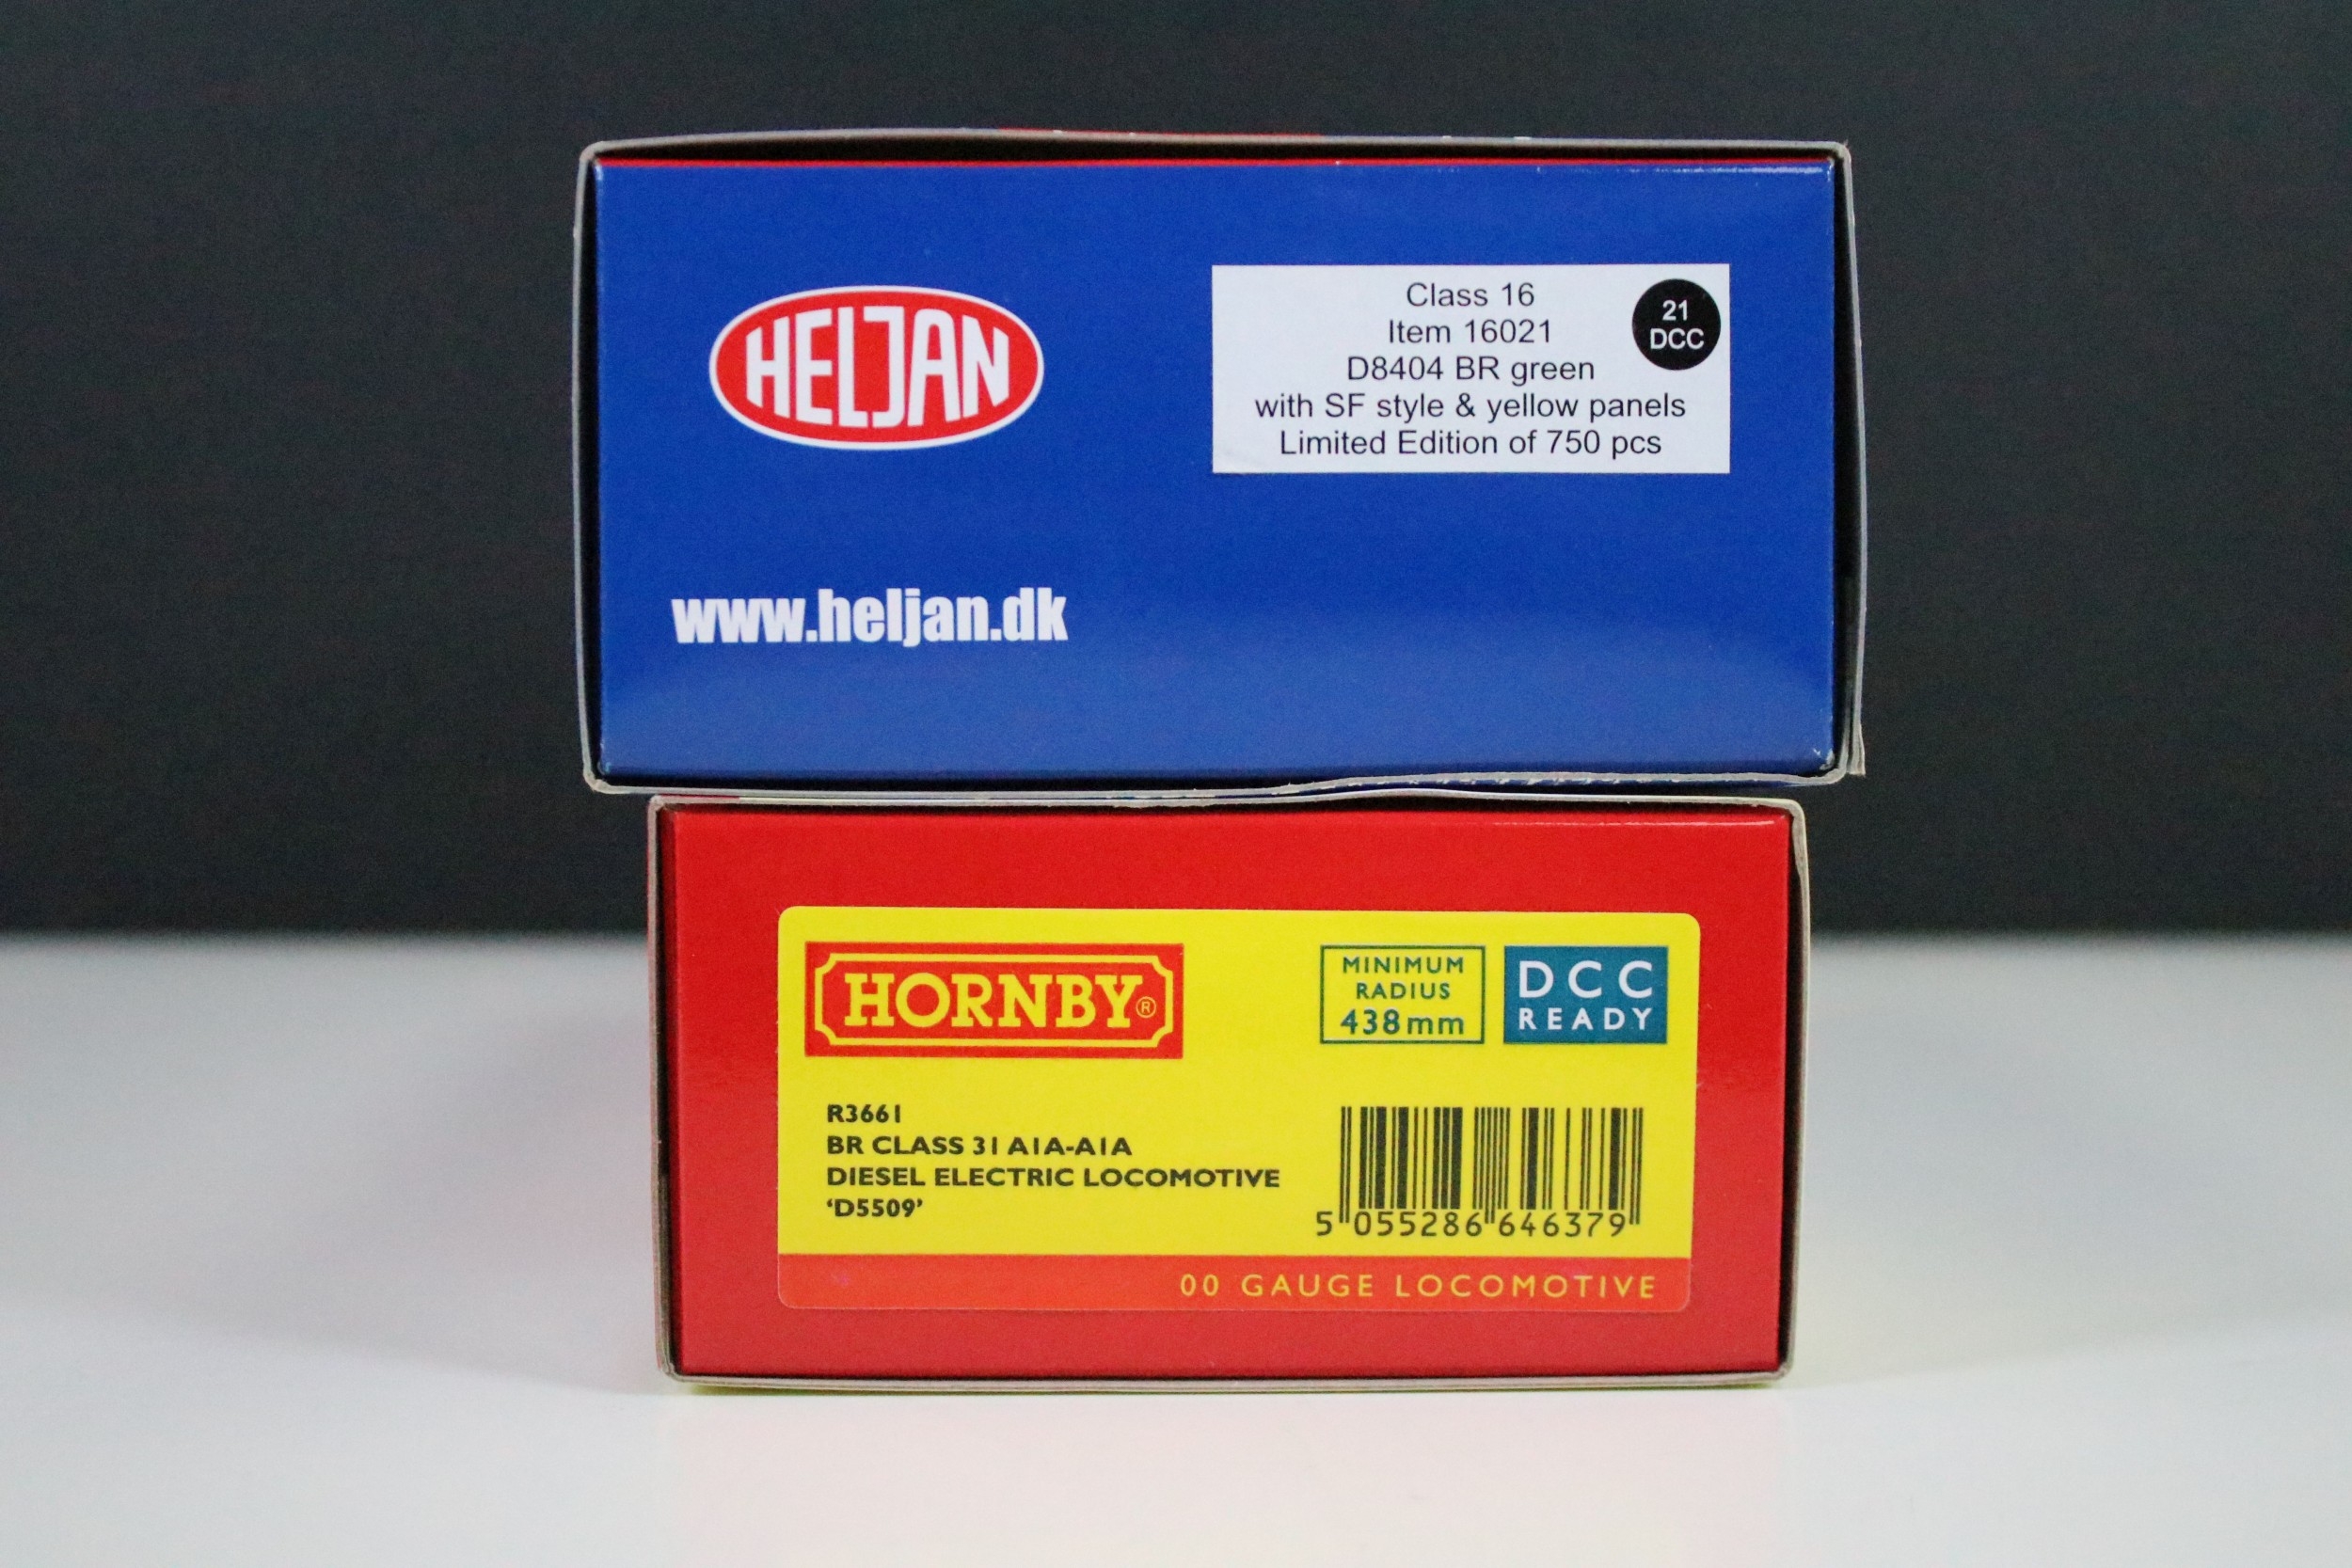 HELJAN
Class 16
Item 16021
D8404 BR green
with SF style & yellow panels
Limited Edition of 750 pcs
21
DCC
www.heljan.dk
HORNBY®
MINIMUM
RADIUS
438mm
DCC
READY
R3661
BR CLASS 31 A1A-A1A
DIESEL ELECTRIC LOCOMOTIVE
‘D5509’
5 055286 646379
00 GAUGE LOCOMOTIVE